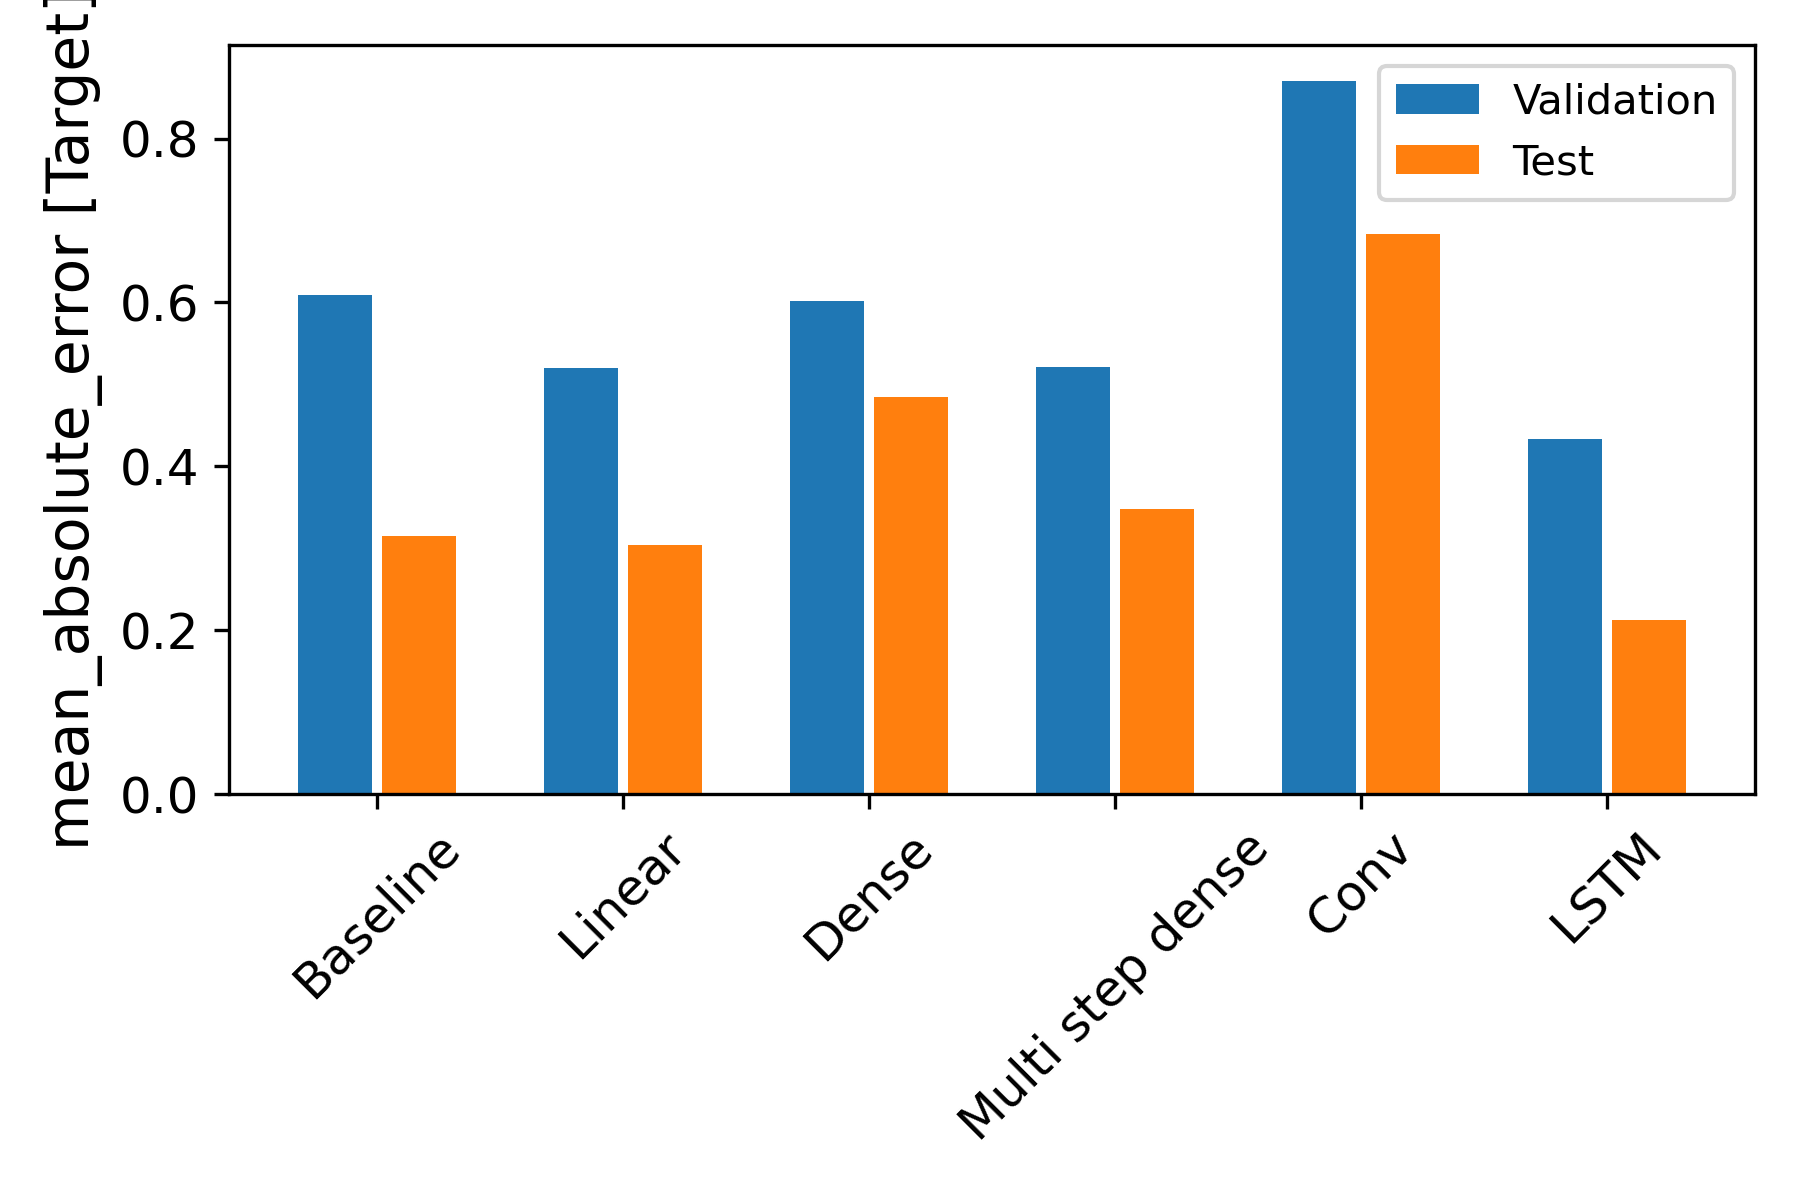 mean_absolute_error [Target]
0.8
0.6
0.4
0.2
0.0
Validation
Test
Baseline
Linear
Dense
Multi step dense
Conv
LSTM